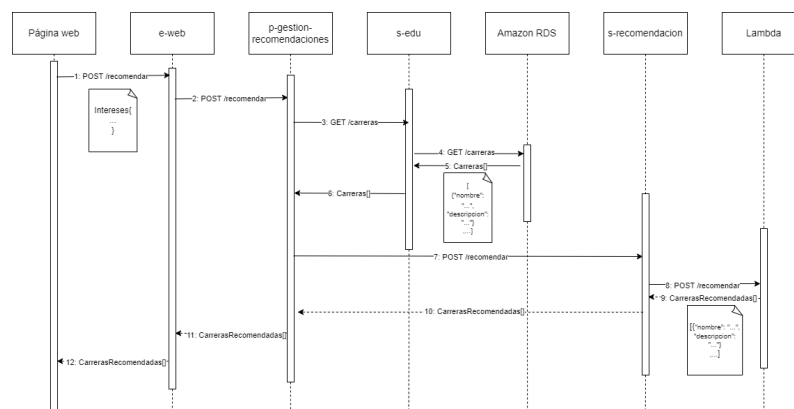 Página web
e-web
p-gestion-
recomendaciones
s-edu
Amazon RDS
s-recomendacion
Lambda
1: POST /recomendar
Intereses{
...
}
2: POST /recomendar
3: GET /carreras
4: GET /carreras
5: Carreras[]
6: Carreras[]
[
{"nombre":
"...",
"descripcion":
"..."}
,...]
7: POST /recomendar
8: POST /recomendar
9: CarrerasRecomendadas[]
10: CarrerasRecomendadas[]
[{"nombre": "...",
"descripcion":
"..."}
,...]
11: CarrerasRecomendadas[]
12: CarrerasRecomendadas[]